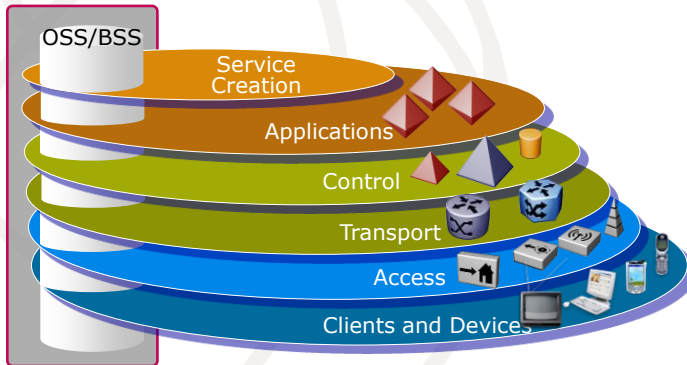 OSS/BSS
Service
Creation
Applications
Control
Transport
Access
Clients and Devices